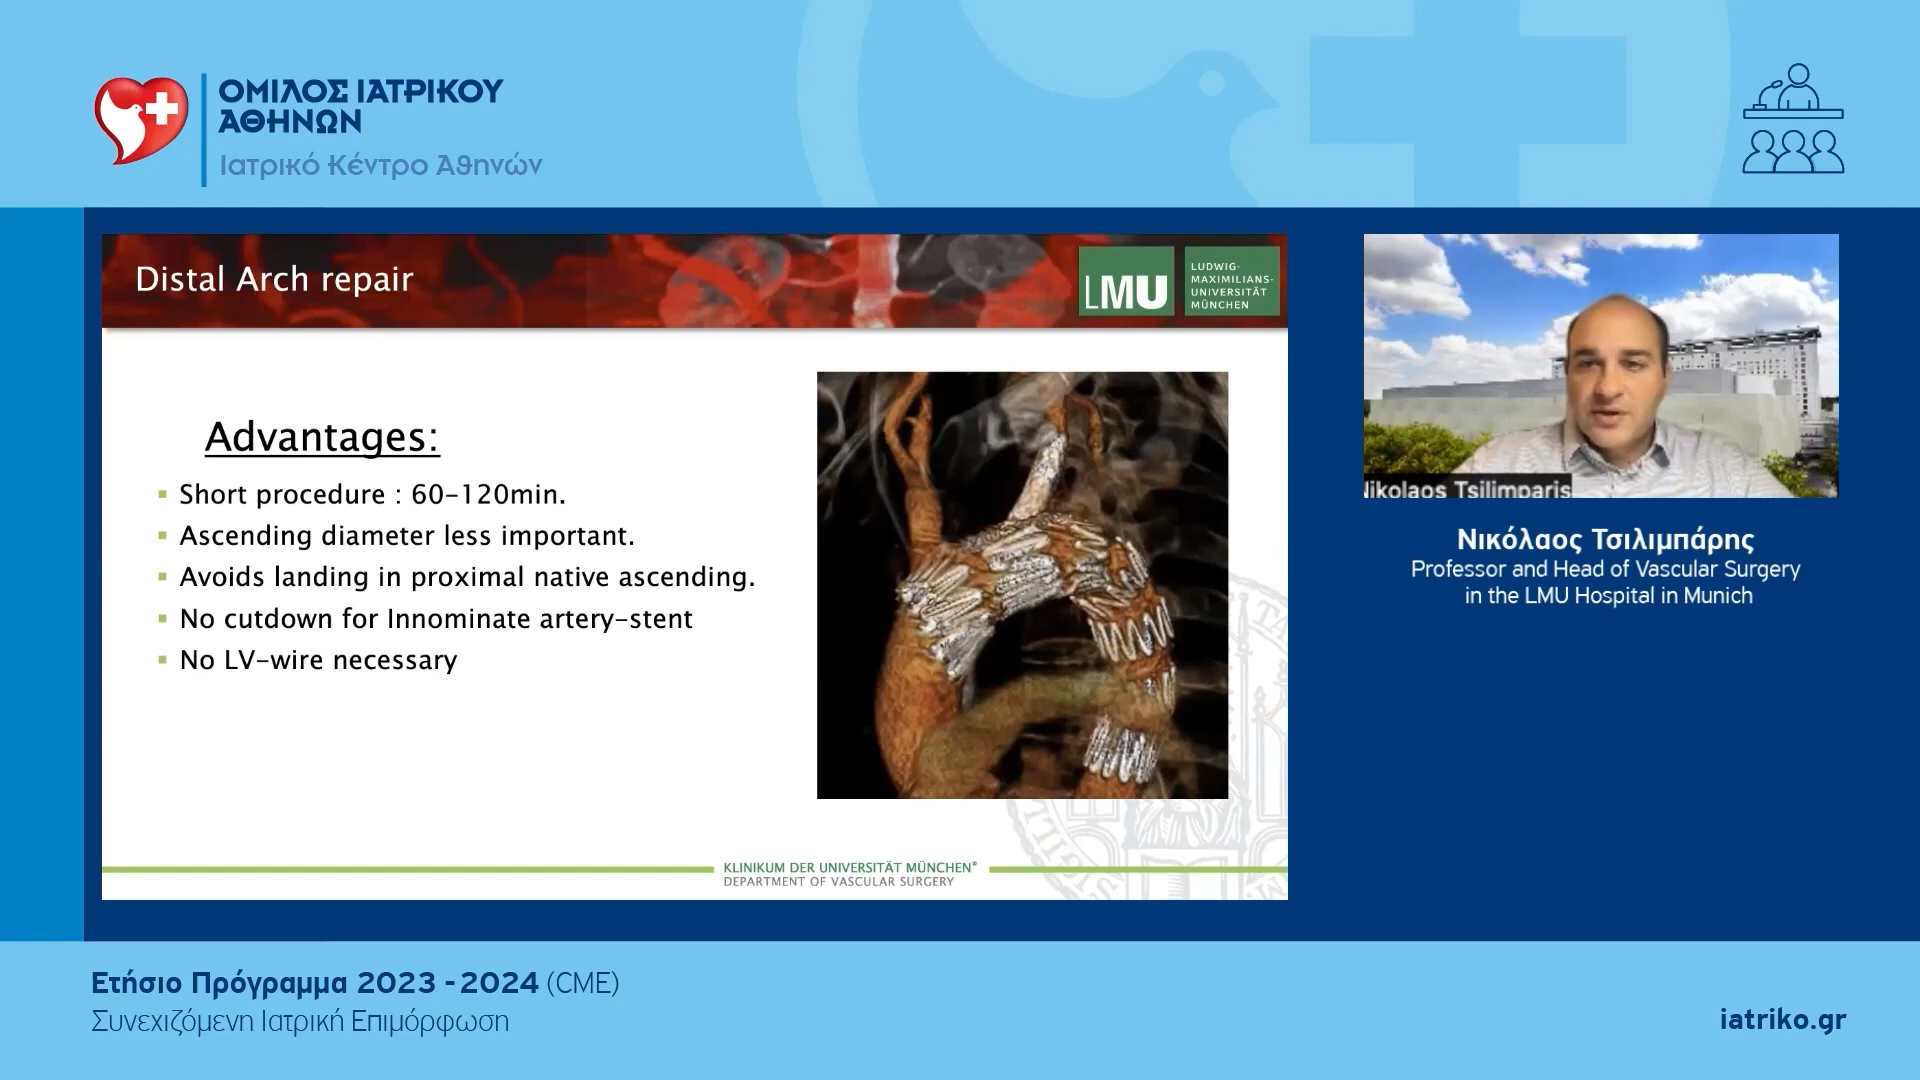 ΟΜΙΛΟΣ ΙΑΤΡΙΚΟΥ
ΑΘΗΝΩΝ
Ιατρικό Κέντρο Αθηνών
Distal Arch repair
LMU
LUDWIG-
MAXIMILIANS-
UNIVERSITÄT
MÜNCHEN
Advantages:
Short procedure : 60-120min.
Ascending diameter less important.
Avoids landing in proximal native ascending.
No cutdown for Innominate artery-stent
No LV-wire necessary
KLINIKUM DER UNIVERSITÄT MÜNCHEN®
DEPARTMENT OF VASCULAR SURGERY
Nikolaos Tsilimparis
Νικόλαος Τσιλιμπάρης
Professor and Head of Vascular Surgery
in the LMU Hospital in Munich
Ετήσιο Πρόγραμμα 2023 - 2024 (CME)
Συνεχιζόμενη Ιατρική Επιμόρφωση
iatriko.gr